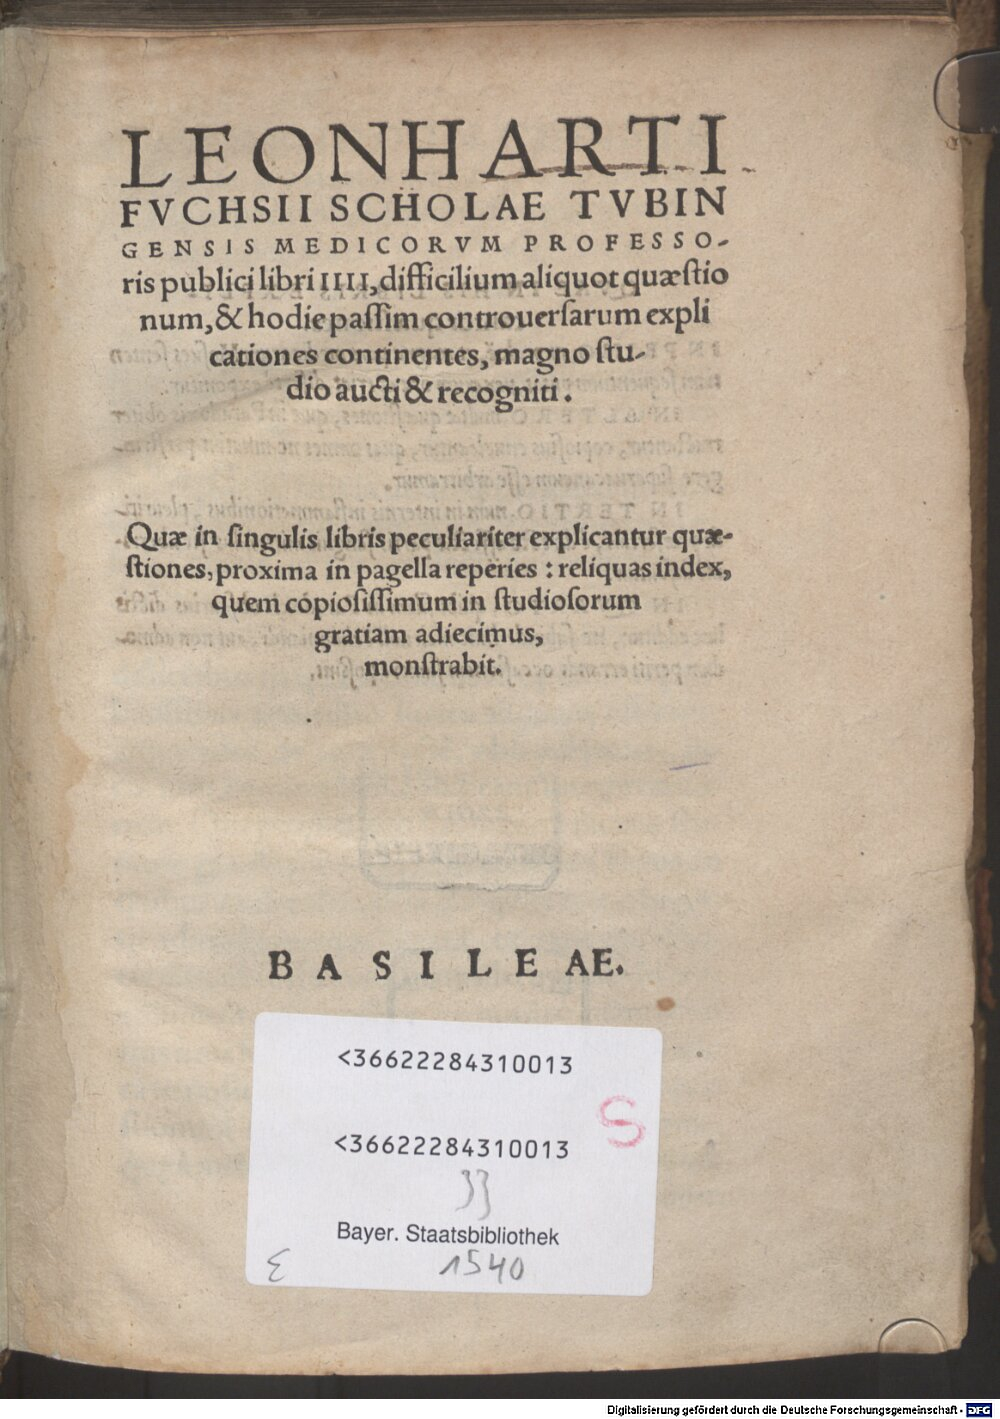 LEONHARTI
FVCHSII SCHOLAE TVBIN
GENSIS MEDICORVM PROFESSO-
ris publici libri IIII, difficilium aliquot quæſtio
num, & hodie paſſim controuerſarum expli
cationes continentes, magno ſtu-
dio aucti & recogniti.
Quæ in ſingulis libris peculiariter explicantur quæ-
ſtiones, proxima in pagella reperies: reliquas index,
quem copioſiſſimum in ſtudioſorum
gratiam adiecimus,
monſtrabit.
BASILEAE.
<36622284310013
S
<36622284310013
33
Bayer. Staatsbibliothek
1540
Digitalisierung gefördert durch die Deutsche Forschungsgemeinschaft - DFG